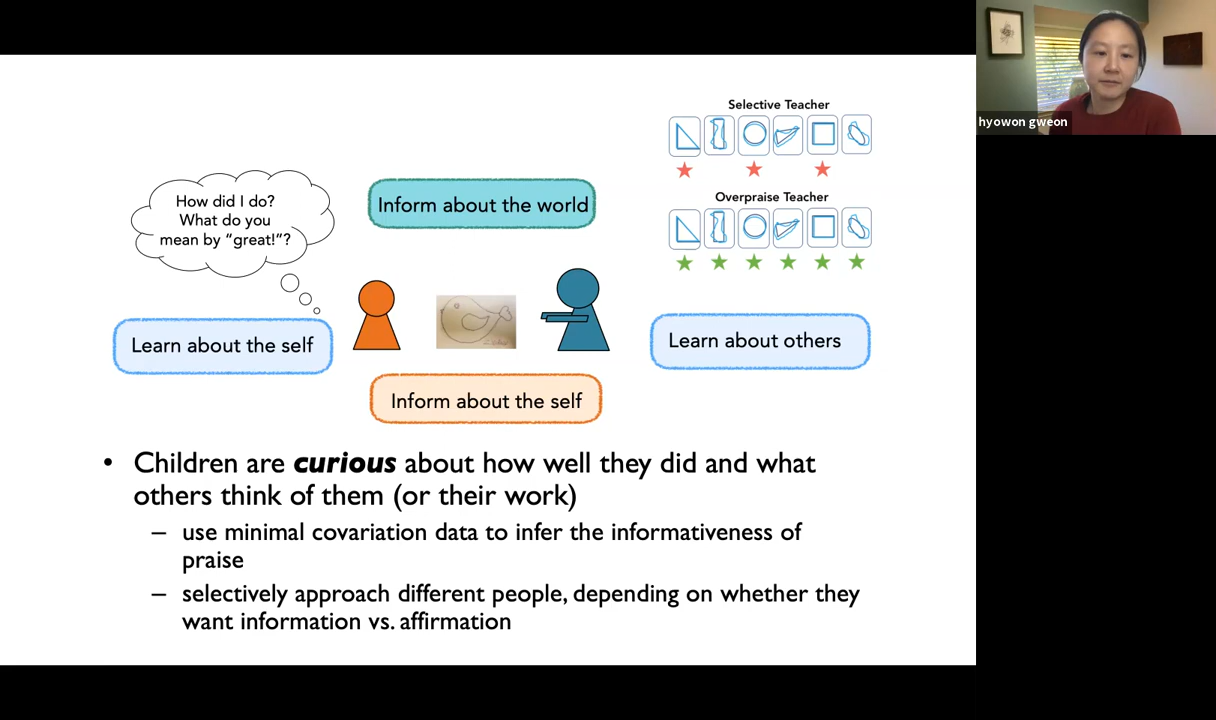 Selective Teacher
hyowon gweon
Overpraise Teacher
How did I do?
What do you
mean by “great!”?
Inform about the world
Learn about the self
Learn about others
Inform about the self
• Children are curious about how well they did and what
others think of them (or their work)
– use minimal covariation data to infer the informativeness of
praise
– selectively approach different people, depending on whether they
want information vs. affirmation